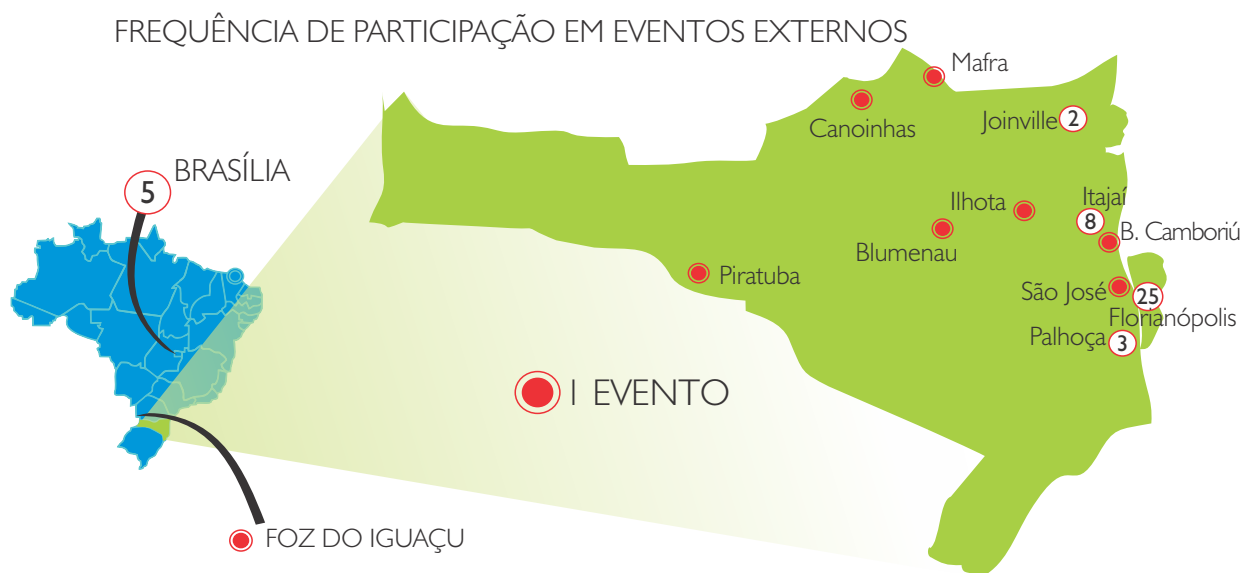 FREQUÊNCIA DE PARTICIPAÇÃO EM EVENTOS EXTERNOS
Mafra
Canoinhas
Joinville 2
BRASÍLIA
5
Itajaí
8
Ilhota
B. Camboriú
Blumenau
Piratuba
São José
25
Florianópolis
Palhoça 3
1 EVENTO
FOZ DO IGUAÇU